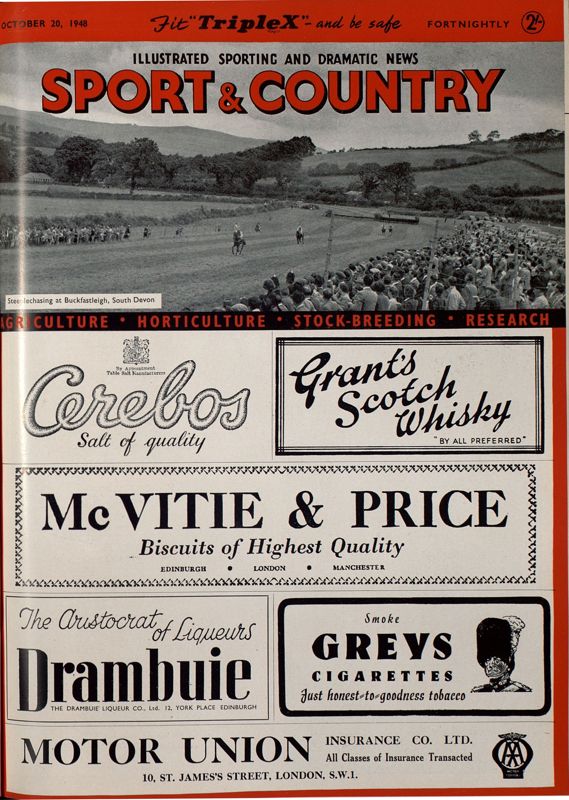 OCTOBER 20, 1948
Fit "TripleX" - and be safe
FORTNIGHTLY 2/-
ILLUSTRATED SPORTING AND DRAMATIC NEWS
SPORT & COUNTRY
Steeplechasing at Buckfastleigh, South Devon
AGRICULTURE • HORTICULTURE • STOCK-BREEDING • RESEARCH
By Appointment
Table Salt Manufacturers
Cerebos
Salt of quality
Grant's
Scotch
Whisky
"BY ALL PREFERRED"
McVITIE & PRICE
Biscuits of Highest Quality
EDINBURGH • LONDON • MANCHESTER
The Aristocrat
of Liqueurs
Drambuie
THE DRAMBUIE LIQUEUR CO., Ltd. 12, YORK PLACE EDINBURGH
Smoke
GREYS
CIGARETTES
Just honest-to-goodness tobacco
MOTOR UNION INSURANCE CO. LTD.
All Classes of Insurance Transacted
10, ST. JAMES'S STREET, LONDON, S.W.1.